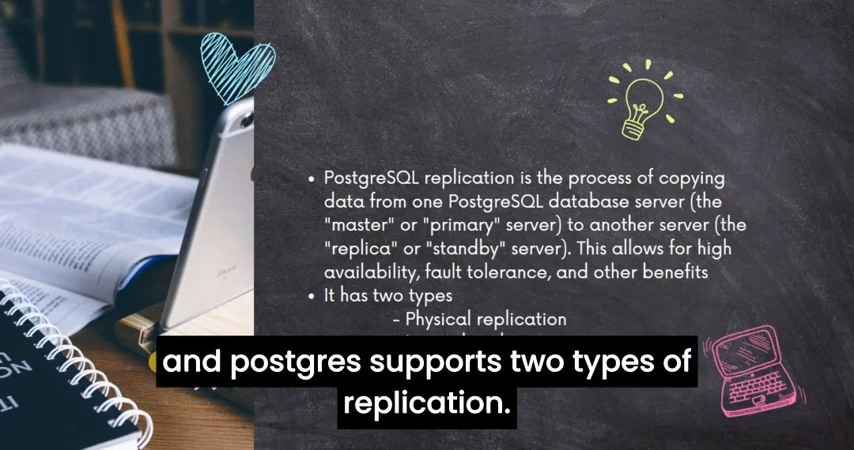 • PostgreSQL replication is the process of copying
data from one PostgreSQL database server (the
"master" or "primary" server) to another server (the
"replica" or "standby" server). This allows for high
availability, fault tolerance, and other benefits
• It has two types
- Physical replication
and postgres supports two types of
replication.